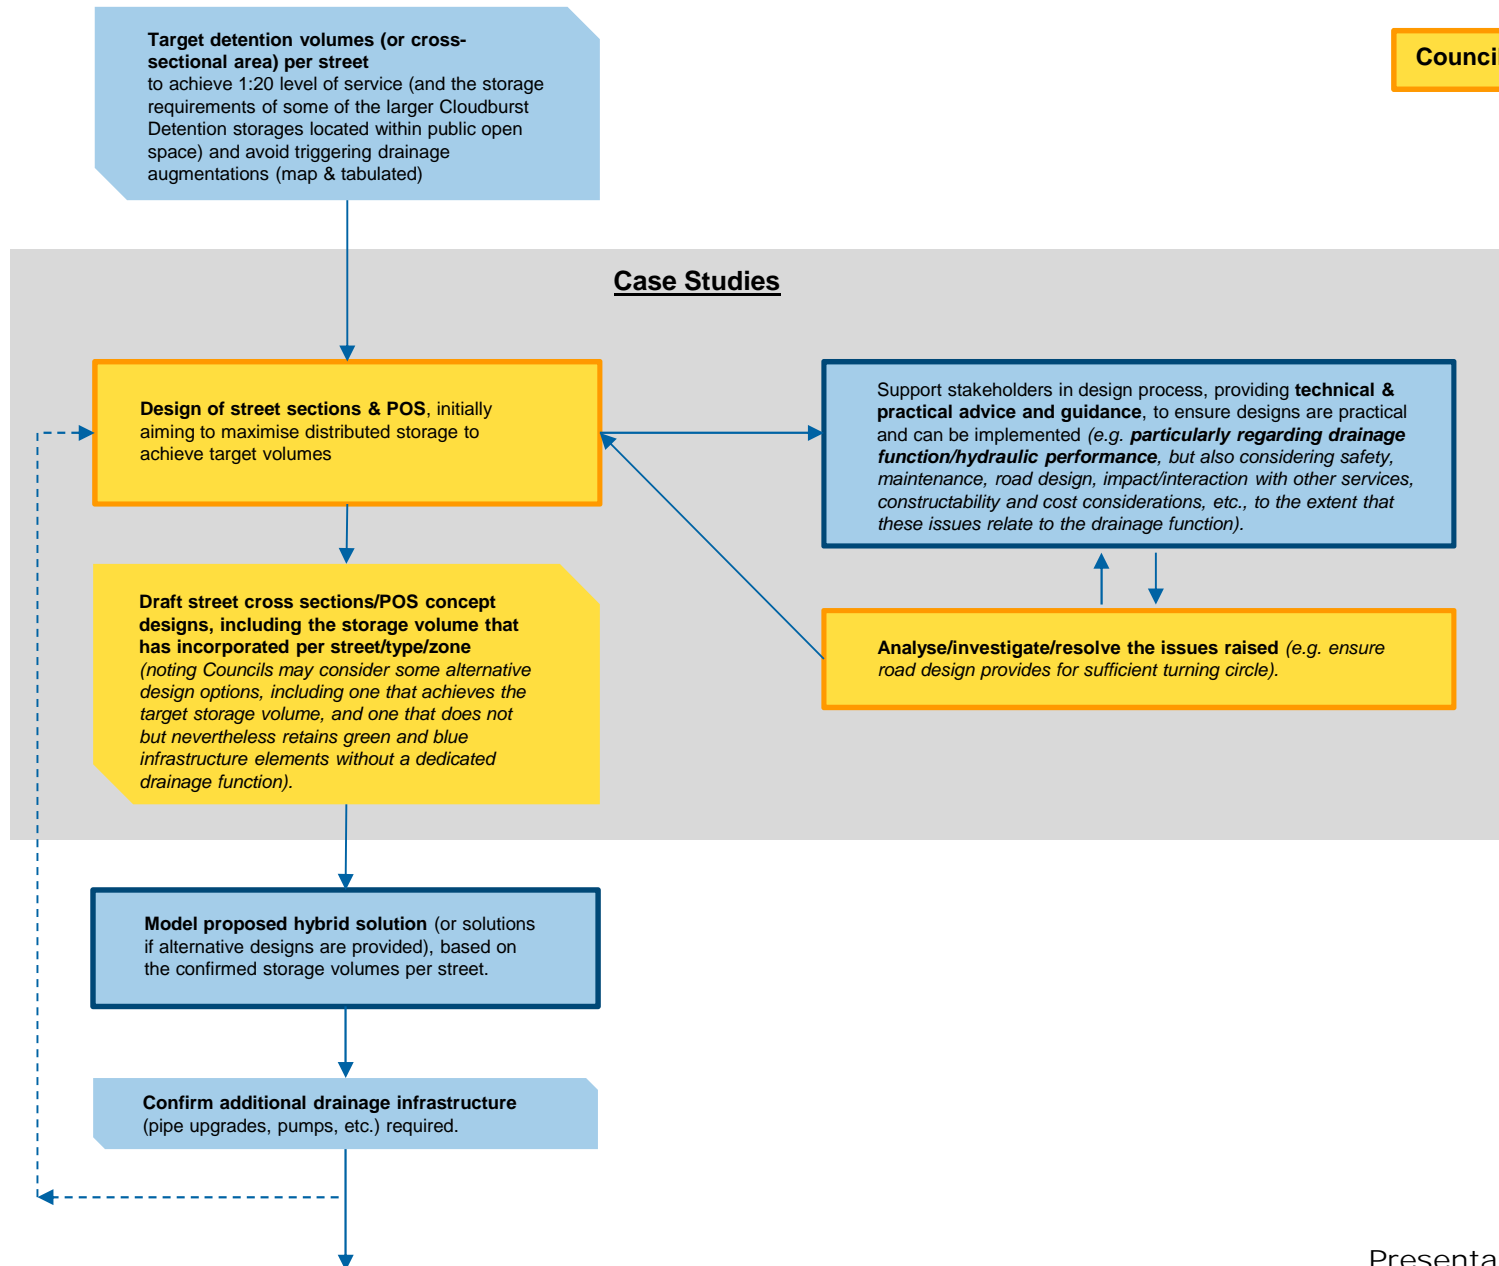 Target detention volumes (or cross-
sectional area) per street
to achieve 1:20 level of service (and the storage
requirements of some of the larger Cloudburst
Detention storages located within public open
space) and avoid triggering drainage
augmentations (map & tabulated)
Council
Case Studies
Design of street sections & POS, initially
aiming to maximise distributed storage to
achieve target volumes
Support stakeholders in design process, providing technical &
practical advice and guidance, to ensure designs are practical
and can be implemented (e.g. particularly regarding drainage
function/hydraulic performance, but also considering safety,
maintenance, road design, impact/interaction with other services,
constructability and cost considerations, etc., to the extent that
these issues relate to the drainage function).
Draft street cross sections/POS concept
designs, including the storage volume that
has incorporated per street/type/zone
(noting Councils may consider some alternative
design options, including one that achieves the
target storage volume, and one that does not
but nevertheless retains green and blue
infrastructure elements without a dedicated
drainage function).
Analyse/investigate/resolve the issues raised (e.g. ensure
road design provides for sufficient turning circle).
Model proposed hybrid solution (or solutions
if alternative designs are provided), based on
the confirmed storage volumes per street.
Confirm additional drainage infrastructure
(pipe upgrades, pumps, etc.) required.
Presenta